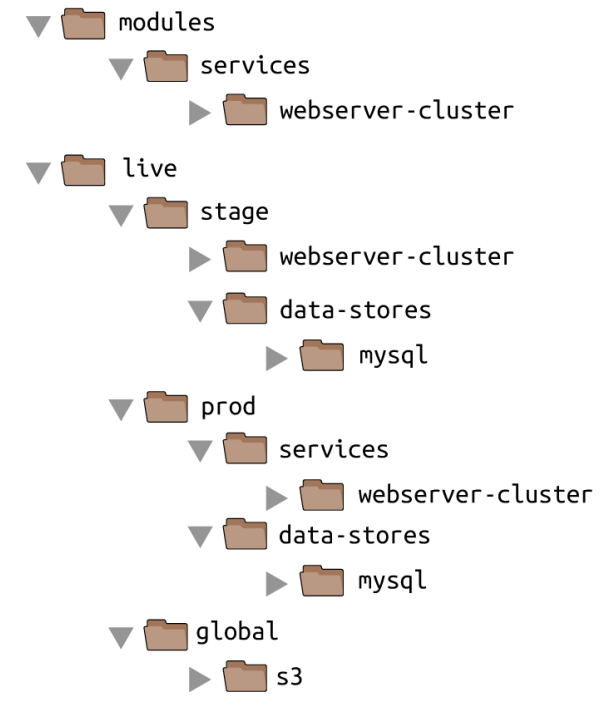 modules
services
webserver-cluster
live
stage
webserver-cluster
data-stores
mysql
prod
services
webserver-cluster
data-stores
mysql
global
s3